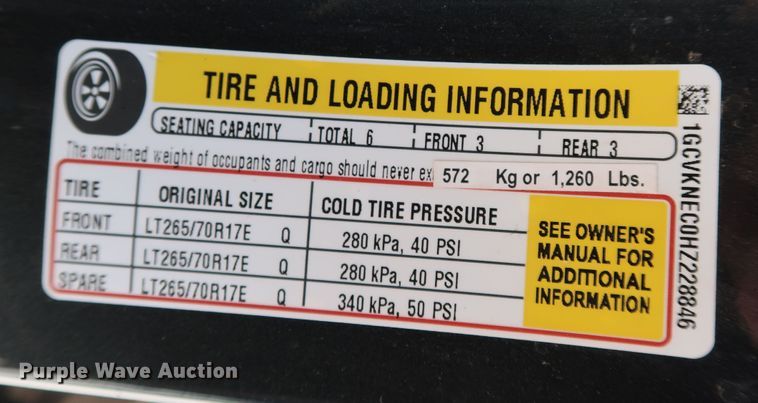 TIRE AND LOADING INFORMATION
SEATING CAPACITY TOTAL 6 FRONT 3 REAR 3
The combined weight of occupants and cargo should never ex 572 Kg or 1,260 Lbs.
TIRE ORIGINAL SIZE COLD TIRE PRESSURE
FRONT LT265/70R17E Q 280 kPa, 40 PSI
REAR LT265/70R17E Q 280 kPa, 40 PSI
SPARE LT265/70R17E Q 340 kPa, 50 PSI
SEE OWNER'S
MANUAL FOR
ADDITIONAL
INFORMATION
1GCVKNEC0HZ228846
Purple Wave Auction